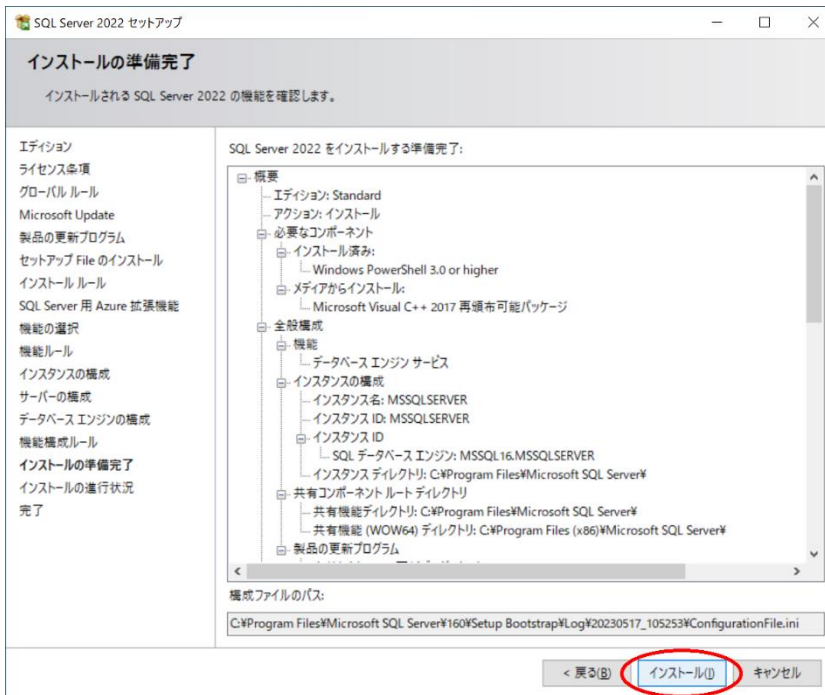 SQL Server 2022 セットアップ
インストールの準備完了
インストールされる SQL Server 2022 の機能を確認します。
エディション
ライセンス条項
グローバル ルール
Microsoft Update
製品の更新プログラム
セットアップ File のインストール
インストール ルール
SQL Server 用 Azure 拡張機能
機能の選択
機能ルール
インスタンスの構成
サーバーの構成
データベース エンジンの構成
機能構成ルール
インストールの準備完了
インストールの進行状況
完了
SQL Server 2022 をインストールする準備完了:
概要
エディション: Standard
アクション: インストール
必要なコンポーネント
インストール済み:
Windows PowerShell 3.0 or higher
メディアからインストール:
Microsoft Visual C++ 2017 再頒布可能パッケージ
全般構成
機能
データベース エンジン サービス
インスタンスの構成
インスタンス名: MSSQLSERVER
インスタンス ID: MSSQLSERVER
インスタンス ID
SQL データベース エンジン: MSSQL16.MSSQLSERVER
インスタンス ディレクトリ: C:¥Program Files¥Microsoft SQL Server¥
共有コンポーネント ルート ディレクトリ
共有機能ディレクトリ: C:¥Program Files¥Microsoft SQL Server¥
共有機能 (WOW64) ディレクトリ: C:¥Program Files (x86)¥Microsoft SQL Server¥
製品の更新プログラム
構成ファイルのパス:
C:¥Program Files¥Microsoft SQL Server¥160¥Setup Bootstrap¥Log¥20230517_105253¥ConfigurationFile.ini
< 戻る(B) インストール(I) キャンセル